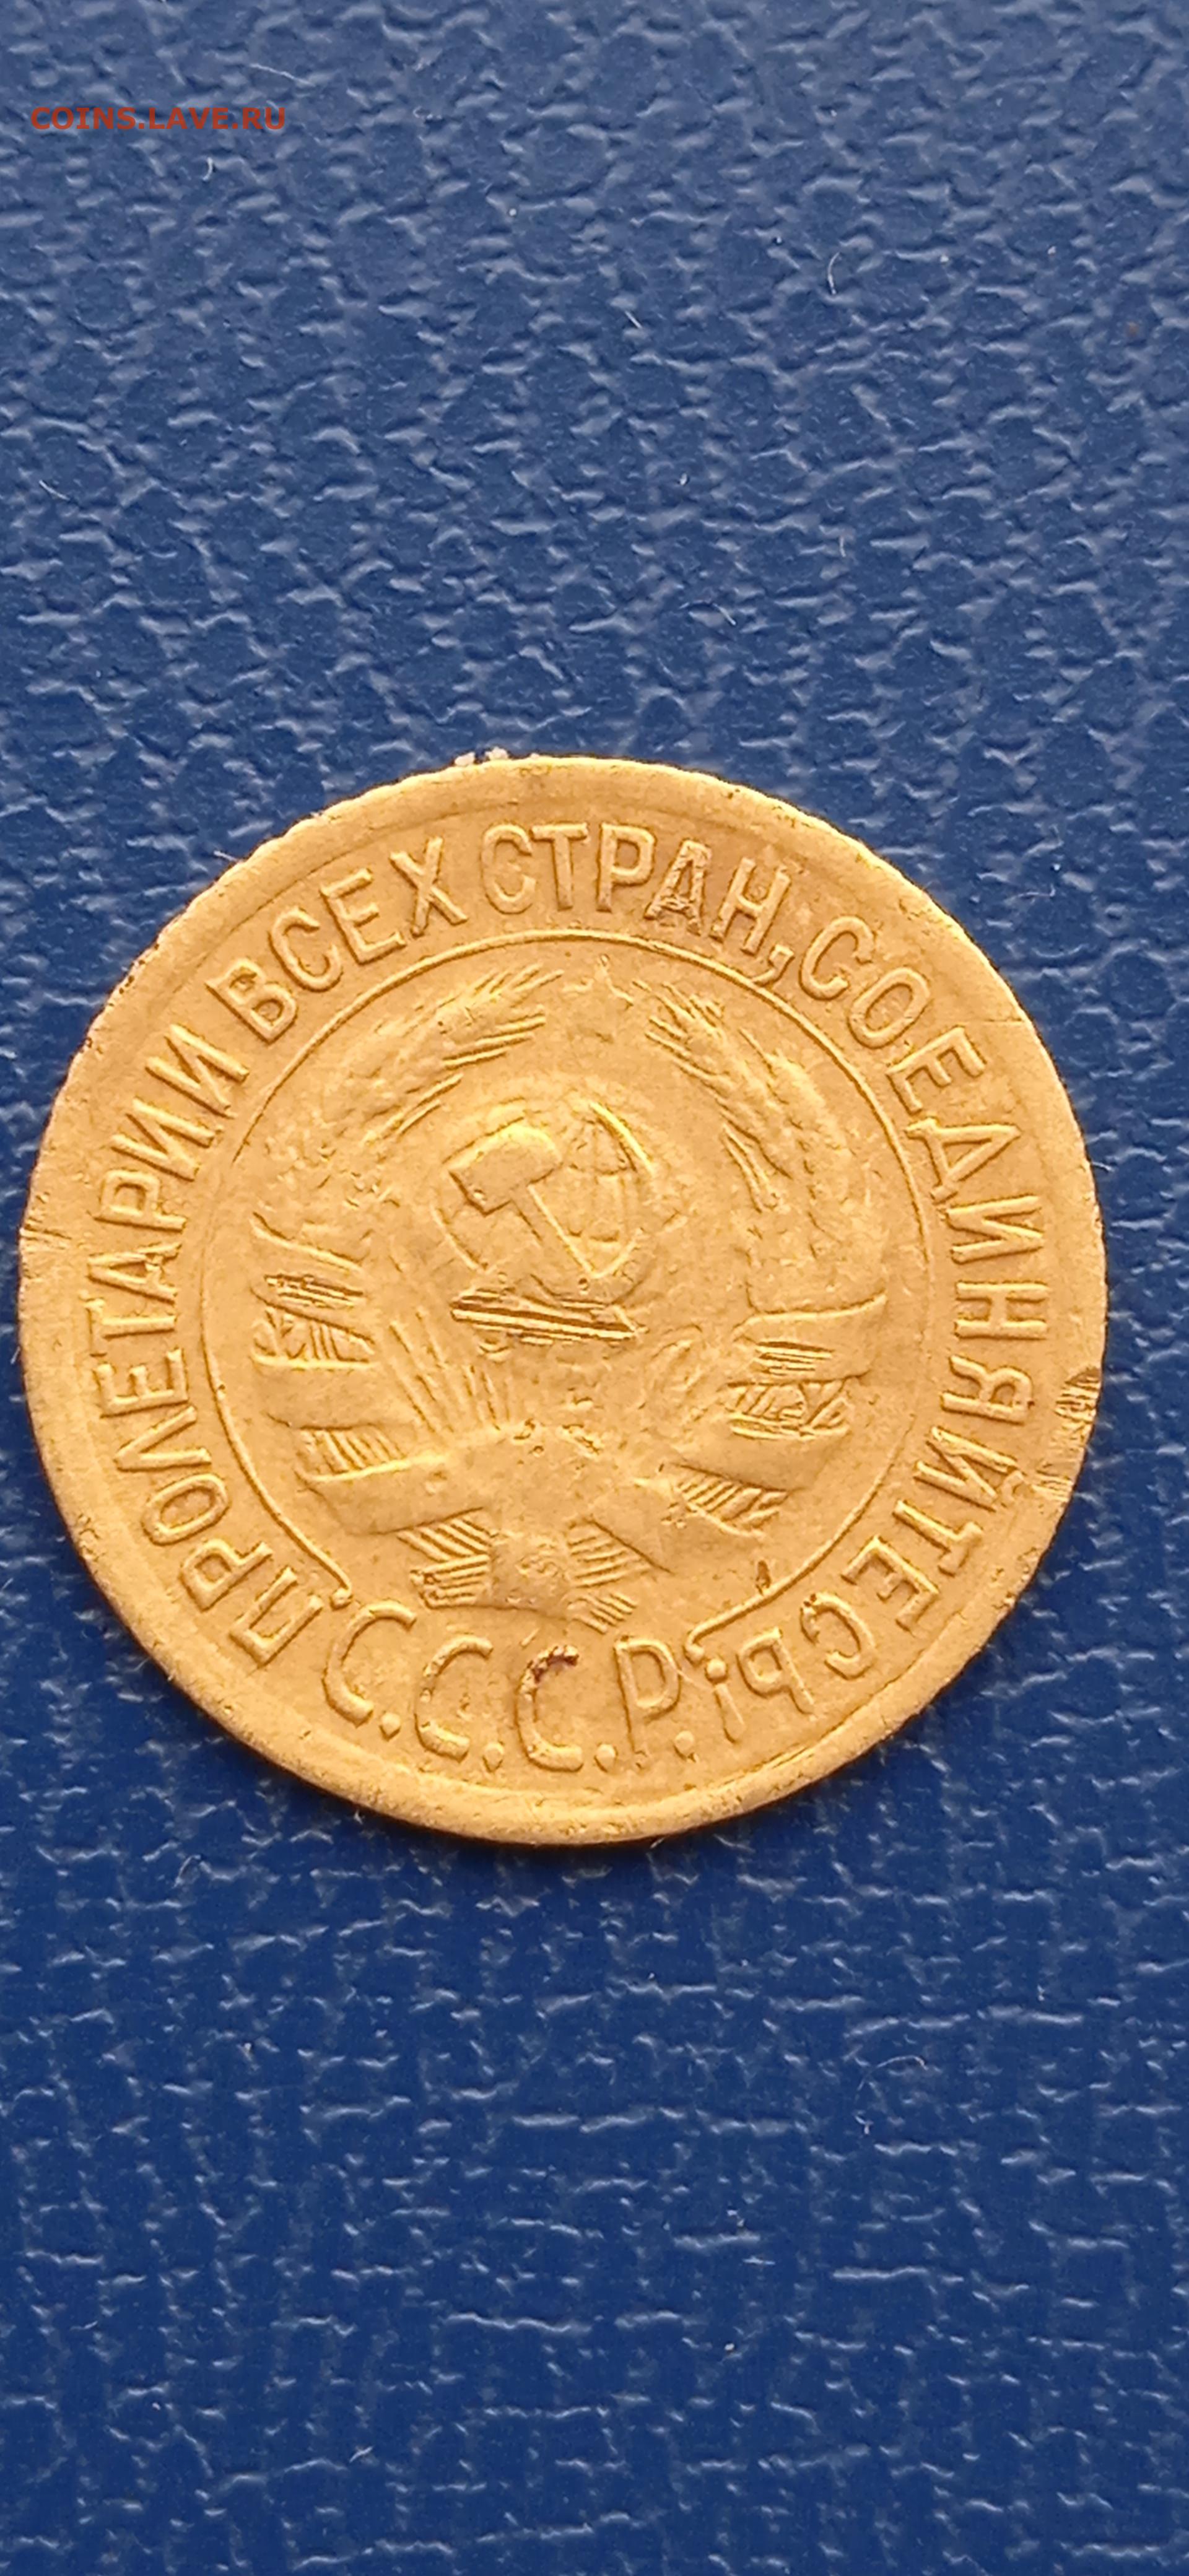 COINS.LAVE.RU
ПРОЛЕТАРИИ ВСЕХ СТРАН, СОЕДИНЯЙТЕСЬ!
С.С.С.Р.